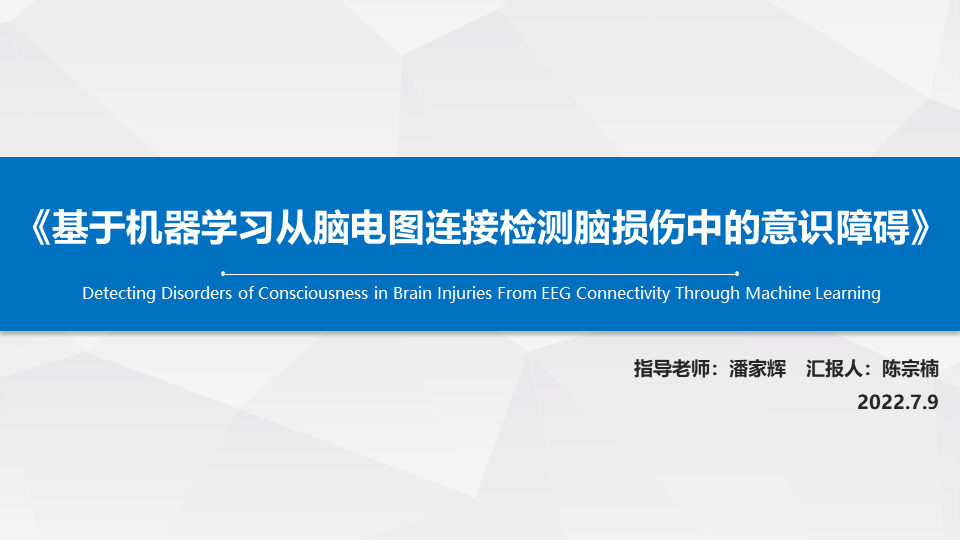 《基于机器学习从脑电图连接检测脑损伤中的意识障碍》
Detecting Disorders of Consciousness in Brain Injuries From EEG Connectivity Through Machine Learning
指导老师：潘家辉 汇报人：陈宗楠
2022.7.9